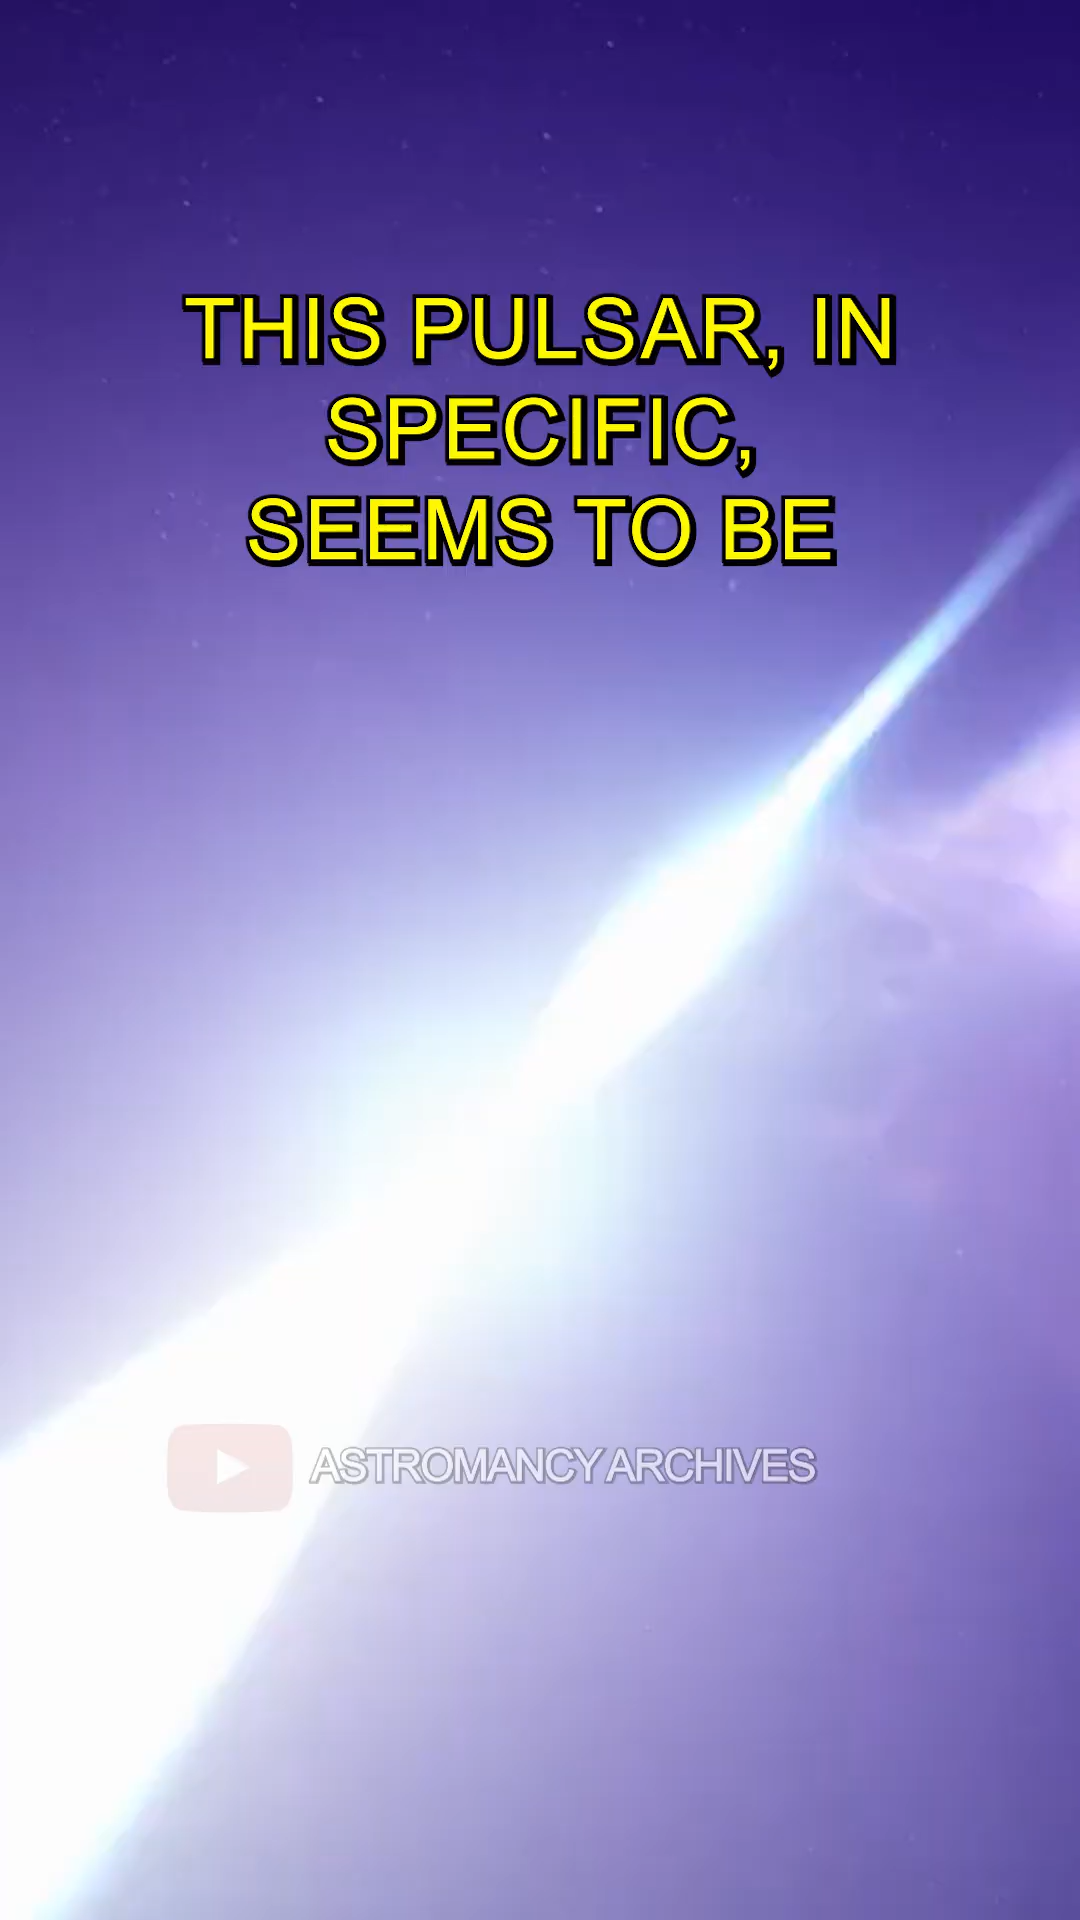 THIS PULSAR, IN
SPECIFIC,
SEEMS TO BE
ASTROMANCY ARCHIVES